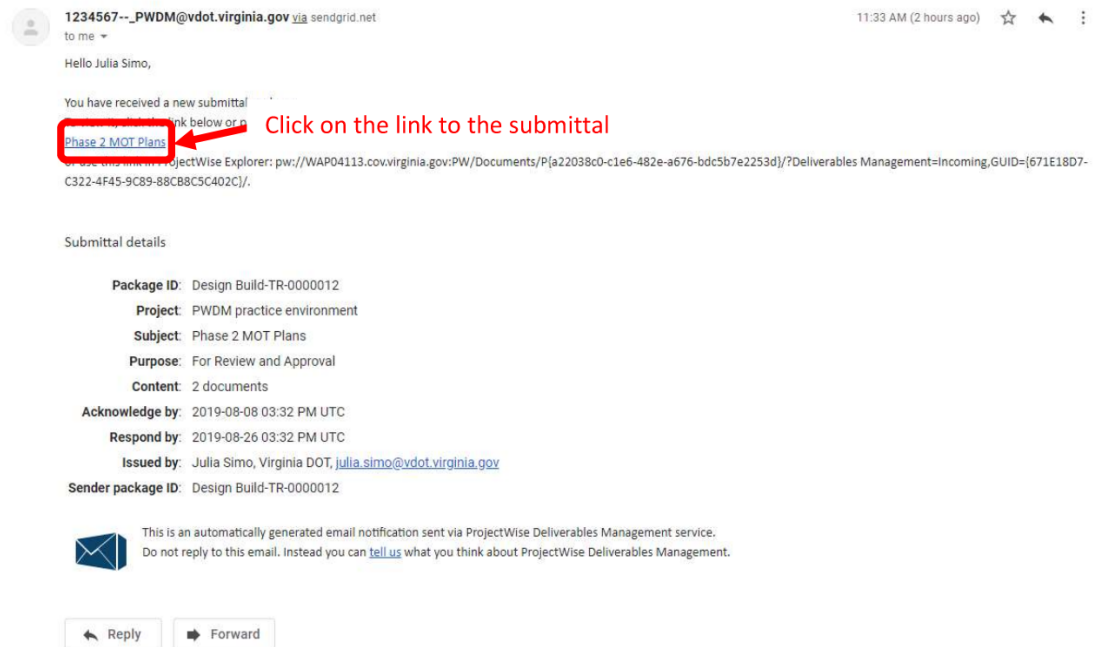 1234567--_PWDM@vdot.virginia.gov via sendgrid.net 11:33 AM (2 hours ago)
to me
Hello Julia Simo,
You have received a new submittal
below or
Click on the link to the submittal
Phase 2 MOT Plans
ProjectWise Explorer: pw://WAP04113.cov.virginia.gov:PW/Documents/P{a22038c0-c1e6-482e-a676-bdc5b7e2253d}/?Deliverables Management=Incoming,GUID={671E18D7-
C322-4F45-9C89-88CB8C5C402C}/.
Submittal details
Package ID: Design Build-TR-0000012
Project: PWDM practice environment
Subject: Phase 2 MOT Plans
Purpose: For Review and Approval
Content: 2 documents
Acknowledge by: 2019-08-08 03:32 PM UTC
Respond by: 2019-08-26 03:32 PM UTC
Issued by: Julia Simo, Virginia DOT, julia.simo@vdot.virginia.gov
Sender package ID: Design Build-TR-0000012
This is an automatically generated email notification sent via ProjectWise Deliverables Management service.
Do not reply to this email. Instead you can tell us what you think about ProjectWise Deliverables Management.
Reply Forward